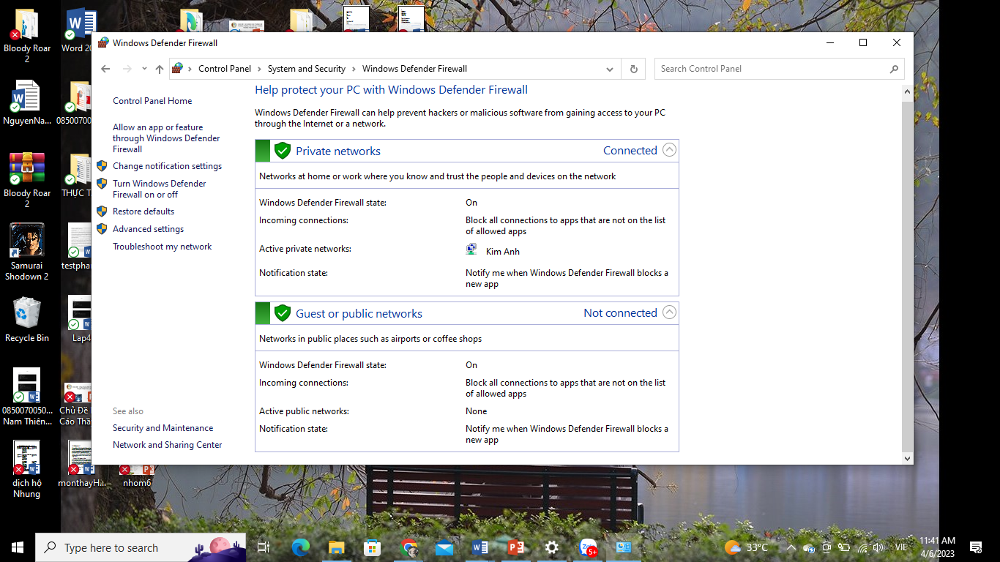 Bloody Roar
2
Word 20
NguyenNa...
0850070
Bloody Roar
2
THỰC T
Samurai
Shodown 2
testpha
Recycle Bin
Lap4
0850070050...
Nam Thiên...
Chủ Đề
Cáo Th
dịch hộ
Nhung
monthayH...
nhom6
Windows Defender Firewall
Control Panel
System and Security
Windows Defender Firewall
Search Control Panel
Control Panel Home
Allow an app or feature
through Windows Defender
Firewall
Change notification settings
Turn Windows Defender
Firewall on or off
Restore defaults
Advanced settings
Troubleshoot my network
See also
Security and Maintenance
Network and Sharing Center
Help protect your PC with Windows Defender Firewall
Windows Defender Firewall can help prevent hackers or malicious software from gaining access to your PC
through the Internet or a network.
Private networks Connected
Networks at home or work where you know and trust the people and devices on the network
Windows Defender Firewall state: On
Incoming connections: Block all connections to apps that are not on the list
of allowed apps
Active private networks: Kim Anh
Notification state: Notify me when Windows Defender Firewall blocks a
new app
Guest or public networks Not connected
Networks in public places such as airports or coffee shops
Windows Defender Firewall state: On
Incoming connections: Block all connections to apps that are not on the list
of allowed apps
Active public networks: None
Notification state: Notify me when Windows Defender Firewall blocks a
new app
Type here to search
5+
33°C
VIE
11:41 AM
4/6/2023